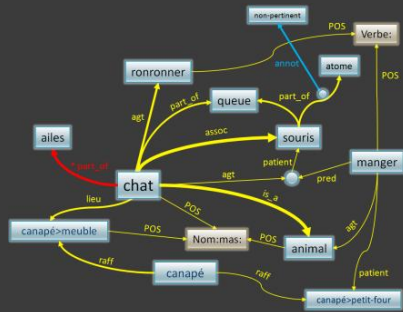 non-pertinent
POS
Verbe:
annot
atome
ronronner
POS
part_of
queue
part_of
agt
ailes
assoc
souris
* part_of
patient
manger
chat
agt
pred
lieu
is_a
POS
agt
canapé>meuble
POS
Nom:mas:
POS
animal
raff
canapé
raff
patient
canapé>petit-four